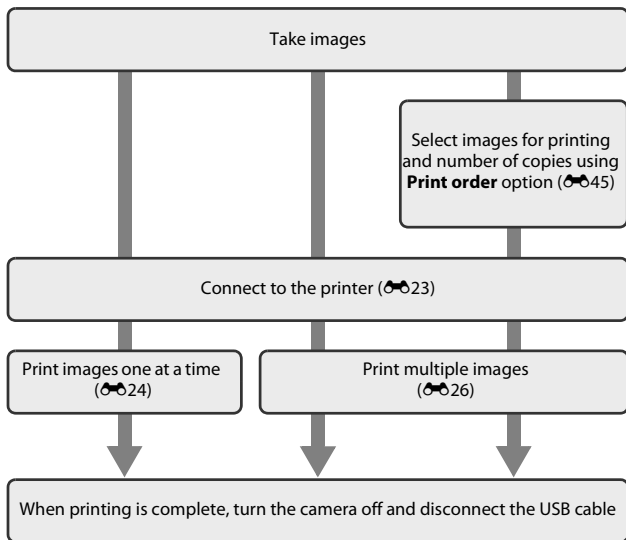 Take images
Select images for printing
and number of copies using
Print order option (45)
Connect to the printer (23)
Print images one at a time
(24)
Print multiple images
(26)
When printing is complete, turn the camera off and disconnect the USB cable